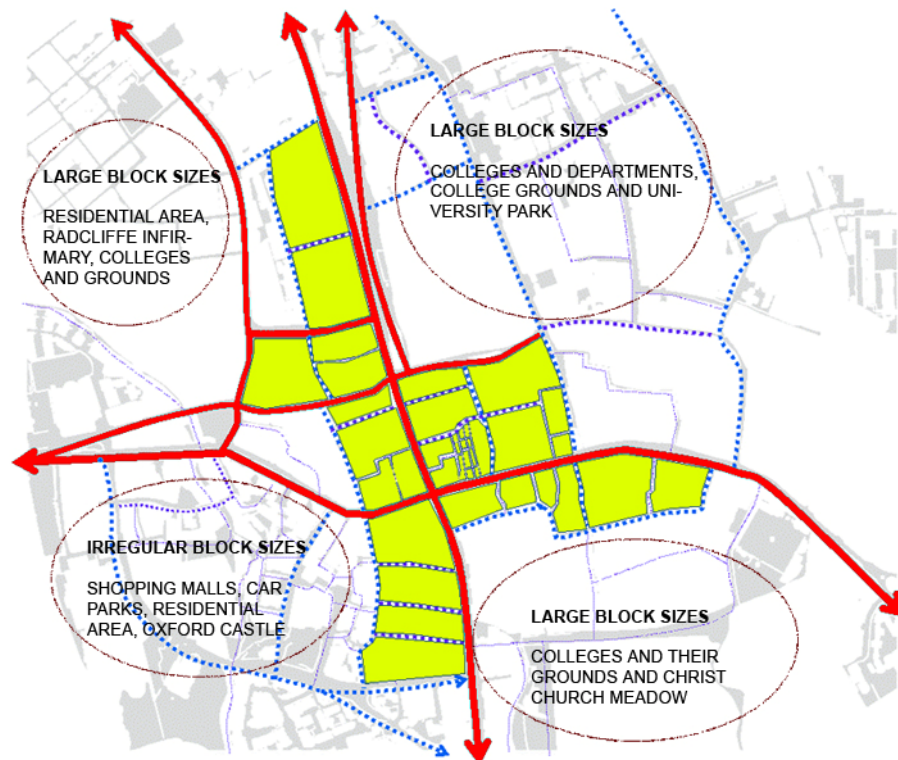 LARGE BLOCK SIZES
RESIDENTIAL AREA,
RADCLIFFE INFIR-
MARY, COLLEGES
AND GROUNDS
LARGE BLOCK SIZES
COLLEGES AND DEPARTMENTS,
COLLEGE GROUNDS AND UNI-
VERSITY PARK
IRREGULAR BLOCK SIZES
SHOPPING MALLS, CAR
PARKS, RESIDENTIAL
AREA, OXFORD CASTLE
LARGE BLOCK SIZES
COLLEGES AND THEIR
GROUNDS AND CHRIST
CHURCH MEADOW